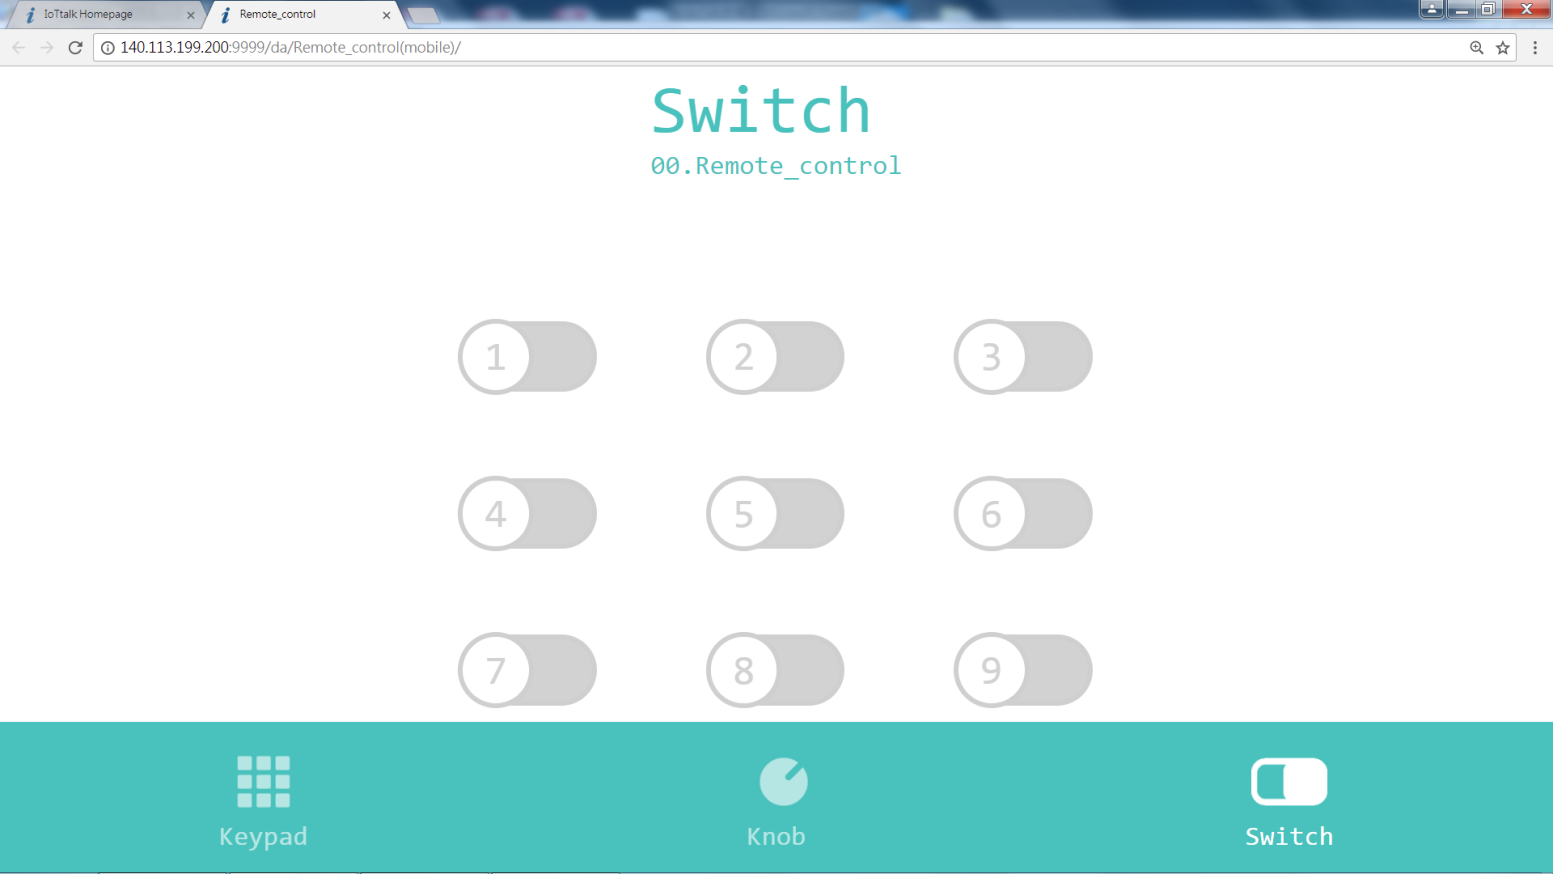 IoTtalk Homepage
Remote_control
140.113.199.200:9999/da/Remote_control(mobile)/
Switch
00.Remote_control
1 2 3
4 5 6
7 8 9
Keypad Knob Switch